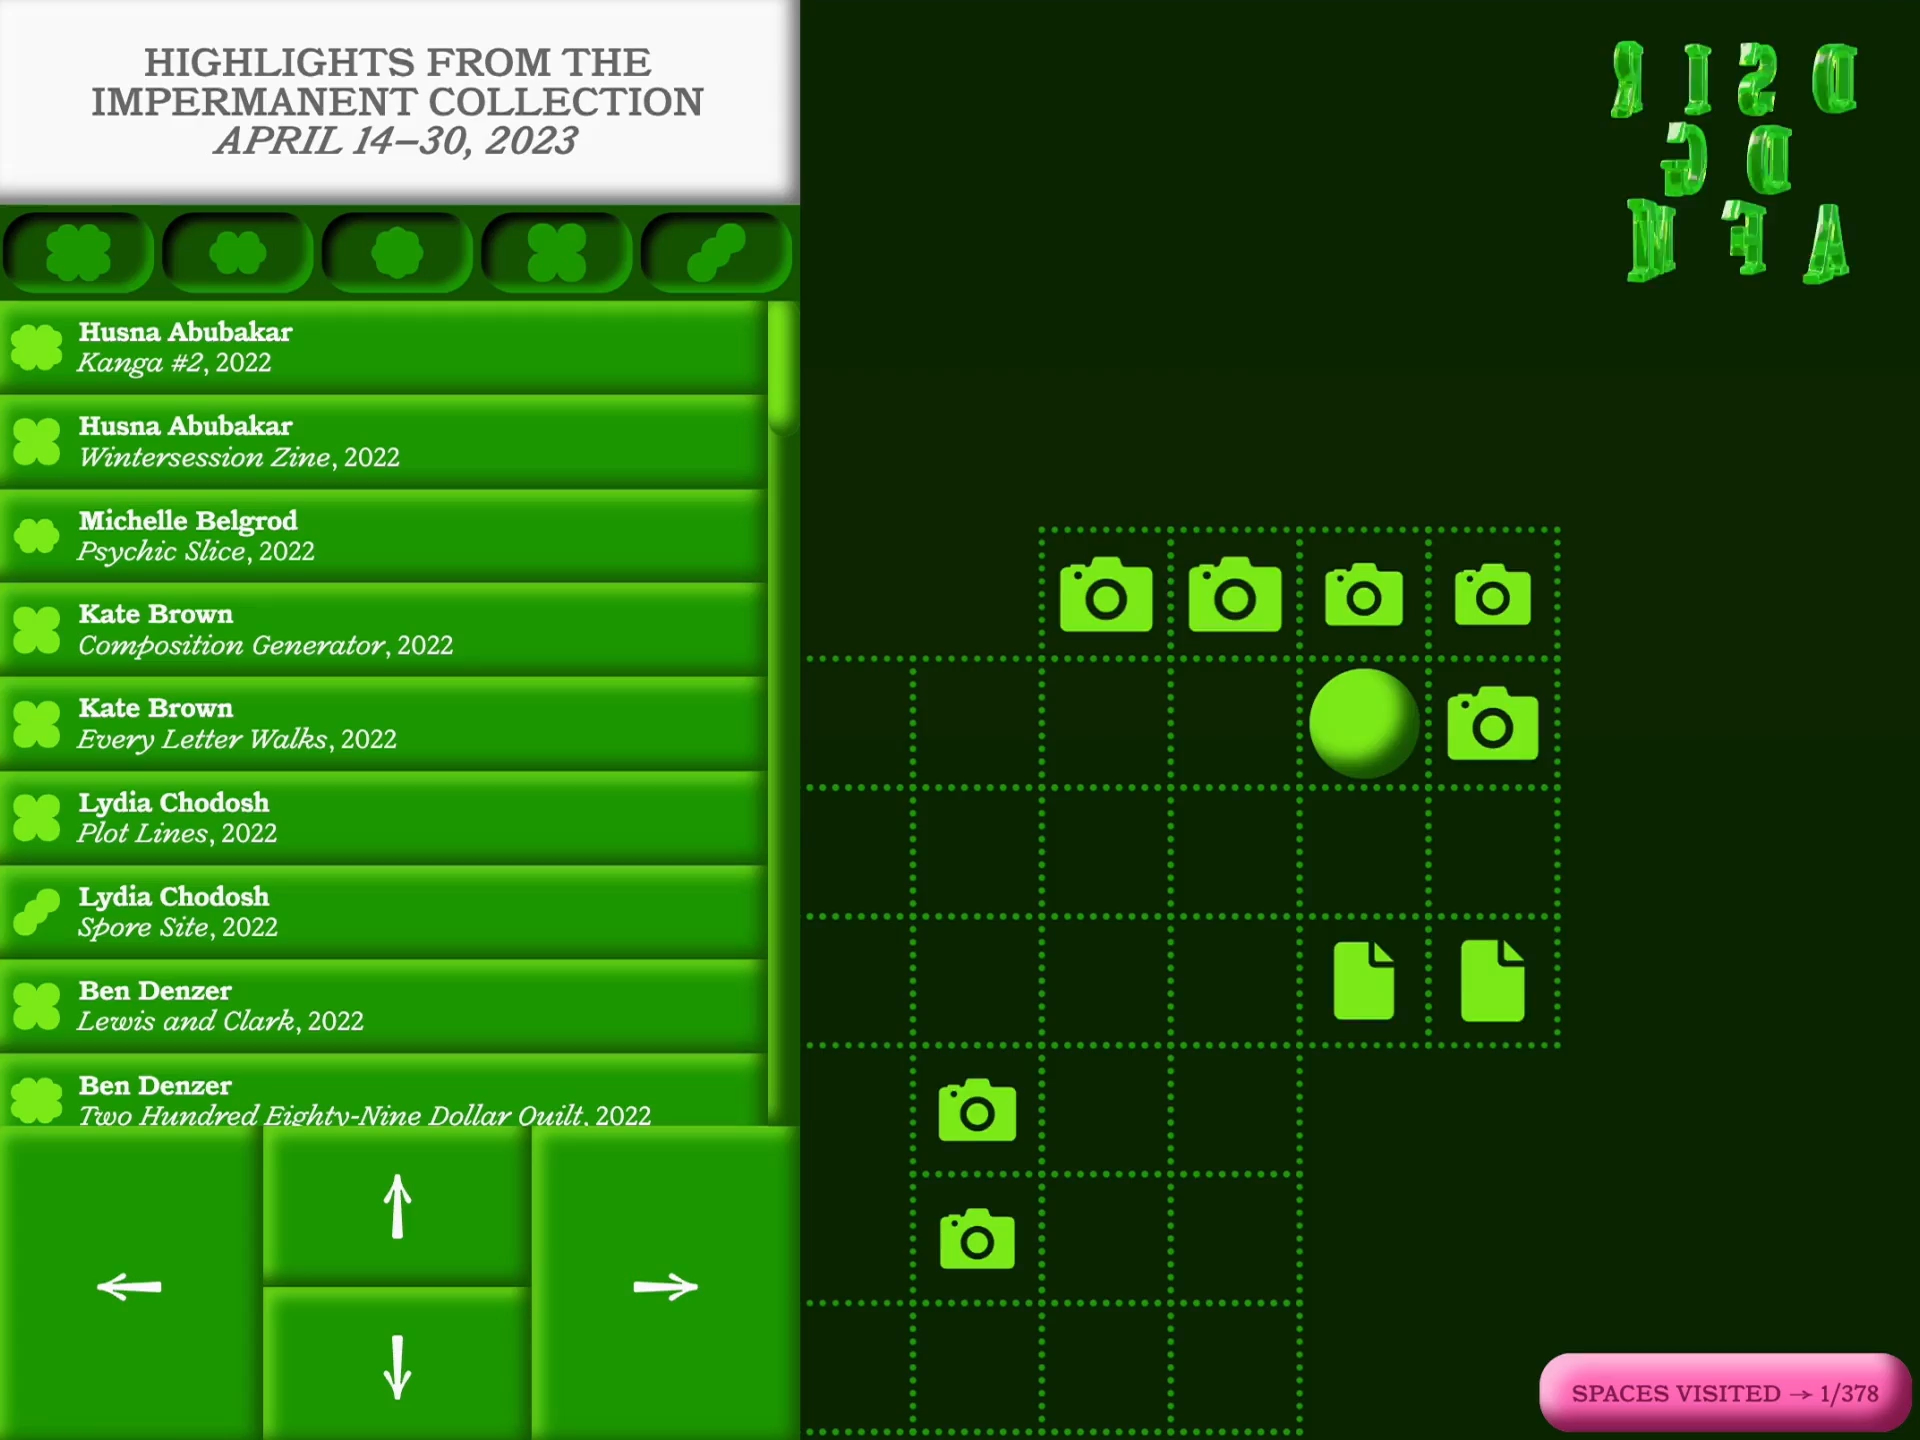 HIGHLIGHTS FROM THE
IMPERMANENT COLLECTION
APRIL 14–30, 2023
Husna Abubakar
Kanga #2, 2022
Husna Abubakar
Wintersession Zine, 2022
Michelle Belgrod
Psychic Slice, 2022
Kate Brown
Composition Generator, 2022
Kate Brown
Every Letter Walks, 2022
Lydia Chodosh
Plot Lines, 2022
Lydia Chodosh
Spore Site, 2022
Ben Denzer
Lewis and Clark, 2022
Ben Denzer
Two Hundred Eighty-Nine Dollar Quilt, 2022
← ↑ ↓ →
RISD
GD
MFA
SPACES VISITED → 1/378